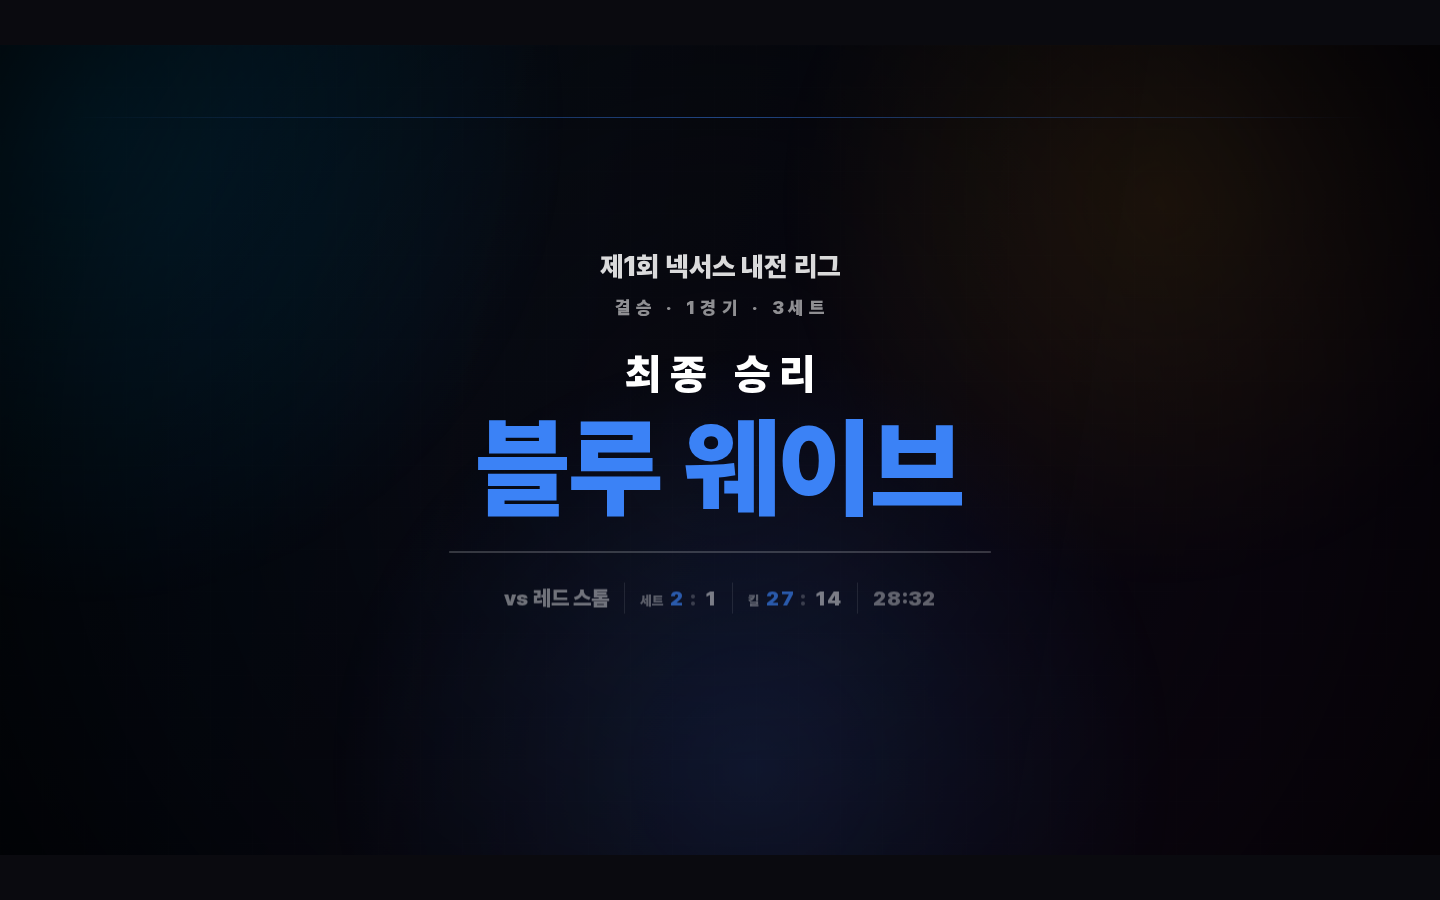 제1회 넥서스 내전 리그
결승 · 1경기 · 3세트
최종 승리
블루 웨이브
vs 레드 스톰 세트 2 : 1 킬 27 : 14 28:32